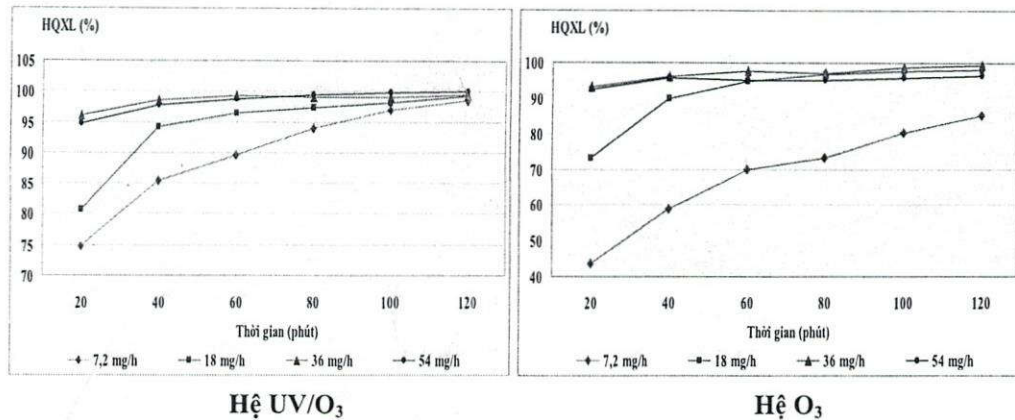 HQXL (%)
105
100
95
90
85
80
75
70
20 40 60 80 100 120
Thời gian (phút)
7,2 mg/h 18 mg/h 36 mg/h 54 mg/h
Hệ UV/O₃
HQXL (%)
100
90
80
70
60
50
40
20 40 60 80 100 120
Thời gian (phút)
7,2 mg/h 18 mg/h 36 mg/h 54 mg/h
Hệ O₃